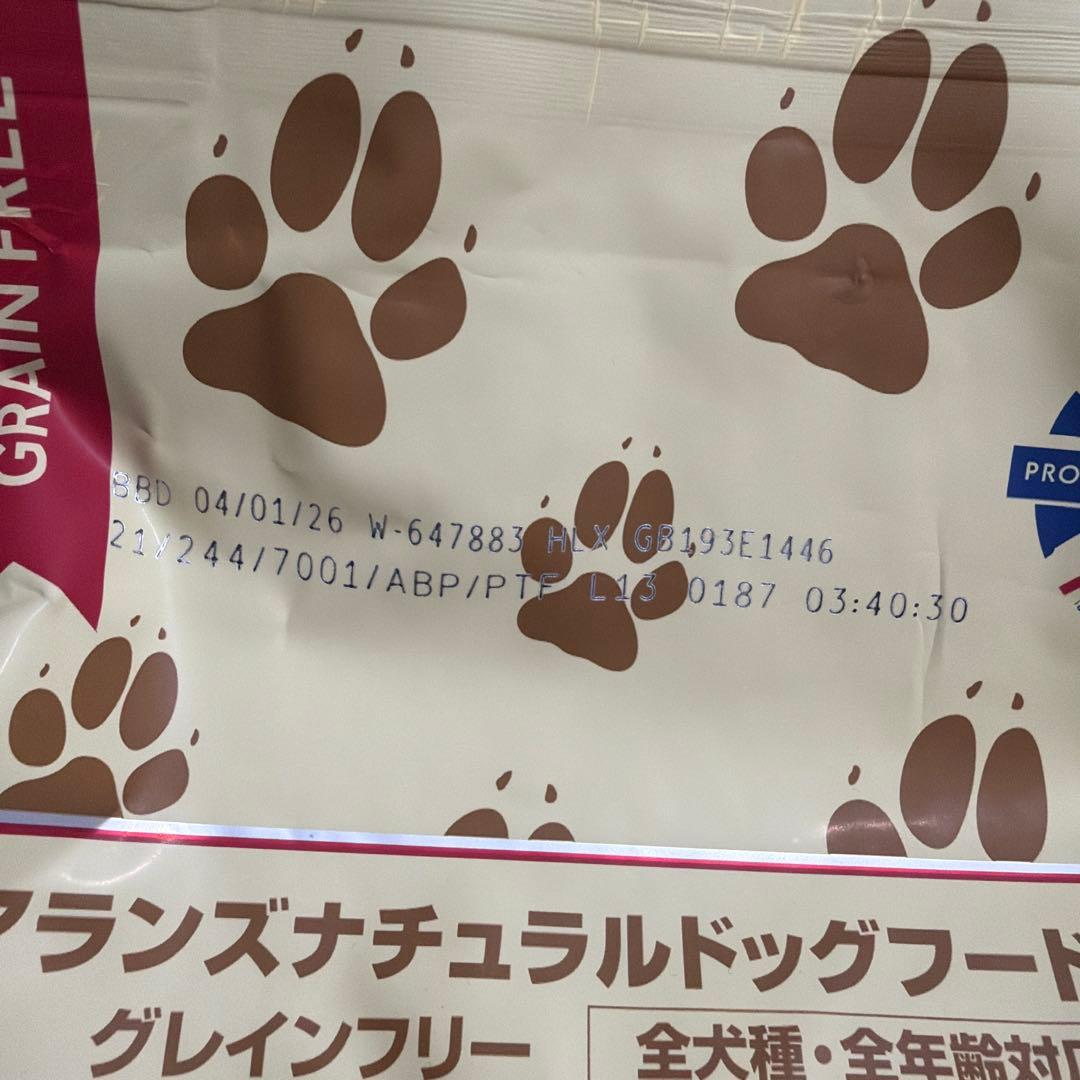 GRAIN FREE
BBD 04/01/26 W-647883 HLX GB193E1446
21Y244/7001/ABP/PTF L13 0187 03:40:30
PRO
アランズナチュラルドッグフード
グレインフリー
全犬種・全年齢対応